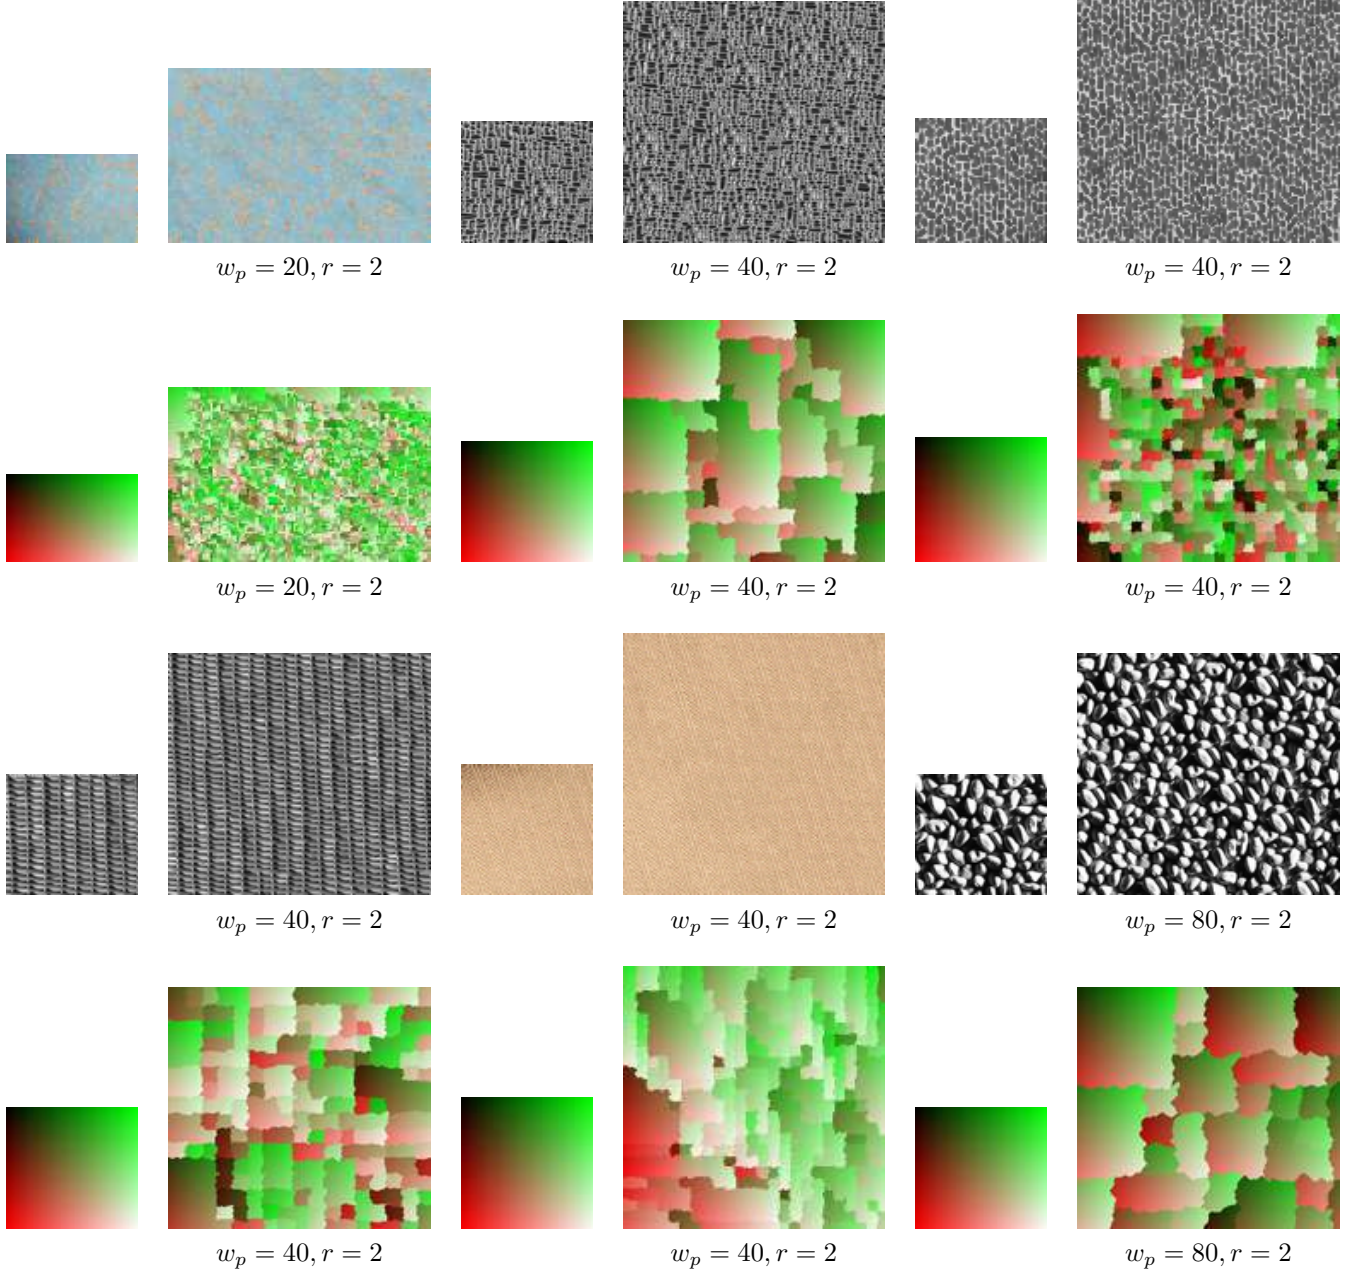 w_p = 20, r = 2
w_p = 40, r = 2
w_p = 40, r = 2
w_p = 20, r = 2
w_p = 40, r = 2
w_p = 40, r = 2
w_p = 40, r = 2
w_p = 40, r = 2
w_p = 80, r = 2
w_p = 40, r = 2
w_p = 40, r = 2
w_p = 80, r = 2